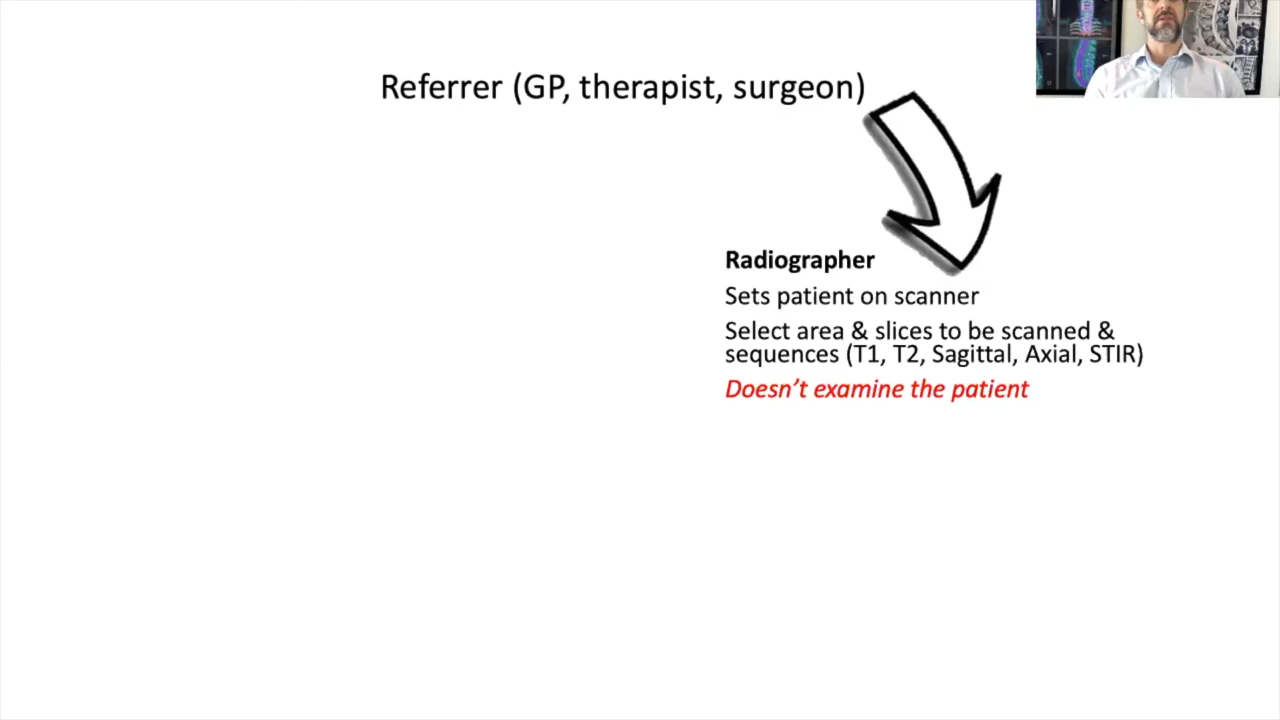 Referrer (GP, therapist, surgeon)
Radiographer
Sets patient on scanner
Select area & slices to be scanned &
sequences (T1, T2, Sagittal, Axial, STIR)
Doesn’t examine the patient